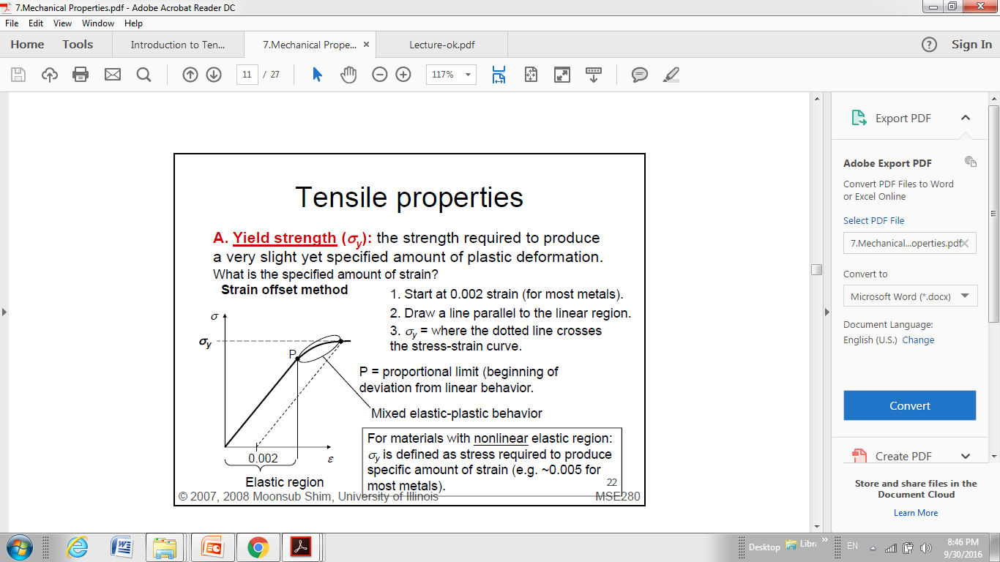 7.Mechanical Properties.pdf - Adobe Acrobat Reader DC
File Edit View Window Help
Home Tools Introduction to Ten... 7.Mechanical Prope... × Lecture-ok.pdf ? Sign In
11 / 27 117%
Tensile properties
A. Yield strength (σy): the strength required to produce
a very slight yet specified amount of plastic deformation.
What is the specified amount of strain?
Strain offset method
1. Start at 0.002 strain (for most metals).
2. Draw a line parallel to the linear region.
3. σy = where the dotted line crosses
the stress-strain curve.
σ
σy
P
P = proportional limit (beginning of
deviation from linear behavior.
Mixed elastic-plastic behavior
0.002 ε
Elastic region
For materials with nonlinear elastic region:
σy is defined as stress required to produce
specific amount of strain (e.g. ~0.005 for
most metals).
22
© 2007, 2008 Moonsub Shim, University of Illinois MSE280
Export PDF
Adobe Export PDF
Convert PDF Files to Word
or Excel Online
Select PDF File
7.Mechanical...operties.pdf ×
Convert to
Microsoft Word (*.docx)
Document Language:
English (U.S.) Change
Convert
Create PDF
Store and share files in the
Document Cloud
Learn More
Desktop Libra » EN 8:46 PM
9/30/2016